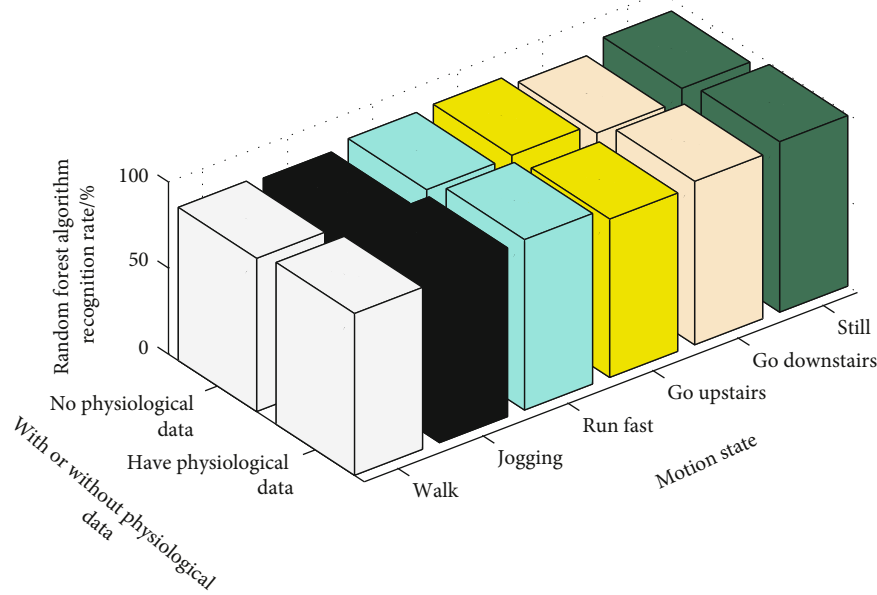 Random forest algorithm
recognition rate/%
100
50
0
No physiological
data
Have physiological
data
With or without physiological
data
Walk
Jogging
Run fast
Go upstairs
Go downstairs
Still
Motion state